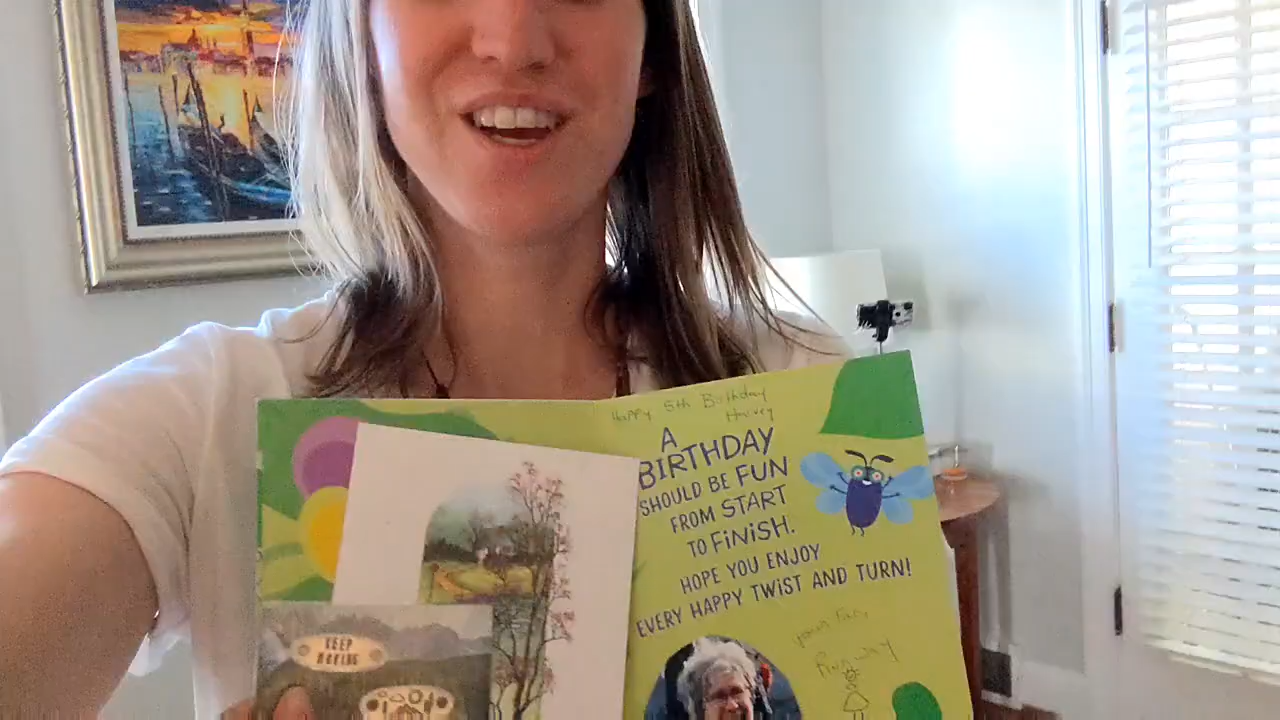 Happy 5th Birthday
Harvey
A
BIRTHDAY
SHOULD BE FUN
FROM START
TO FINISH.
HOPE YOU ENJOY
EVERY HAPPY TWIST AND TURN!
KEEP
MOVING